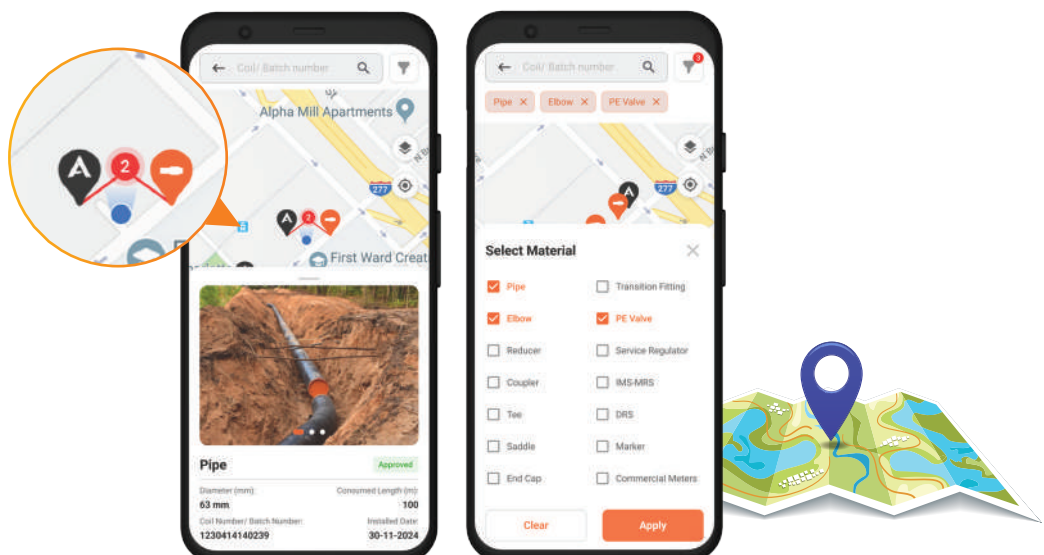 2
Coil/ Batch number
Alpha Mill Apartments
277
2
First Ward Creat
Pipe
Approved
Diameter (mm):
Consumed Length (m):
63 mm
100
Coil Number/ Batch Number:
Installed Date:
1230414140239
30-11-2024
Coil/ Batch number
3
Pipe ×
Elbow ×
PE Valve ×
277
Select Material
Pipe
Transition Fitting
Elbow
PE Valve
Reducer
Service Regulator
Coupler
IMS-MRS
Tee
DRS
Saddle
Marker
End Cap
Commercial Meters
Clear
Apply